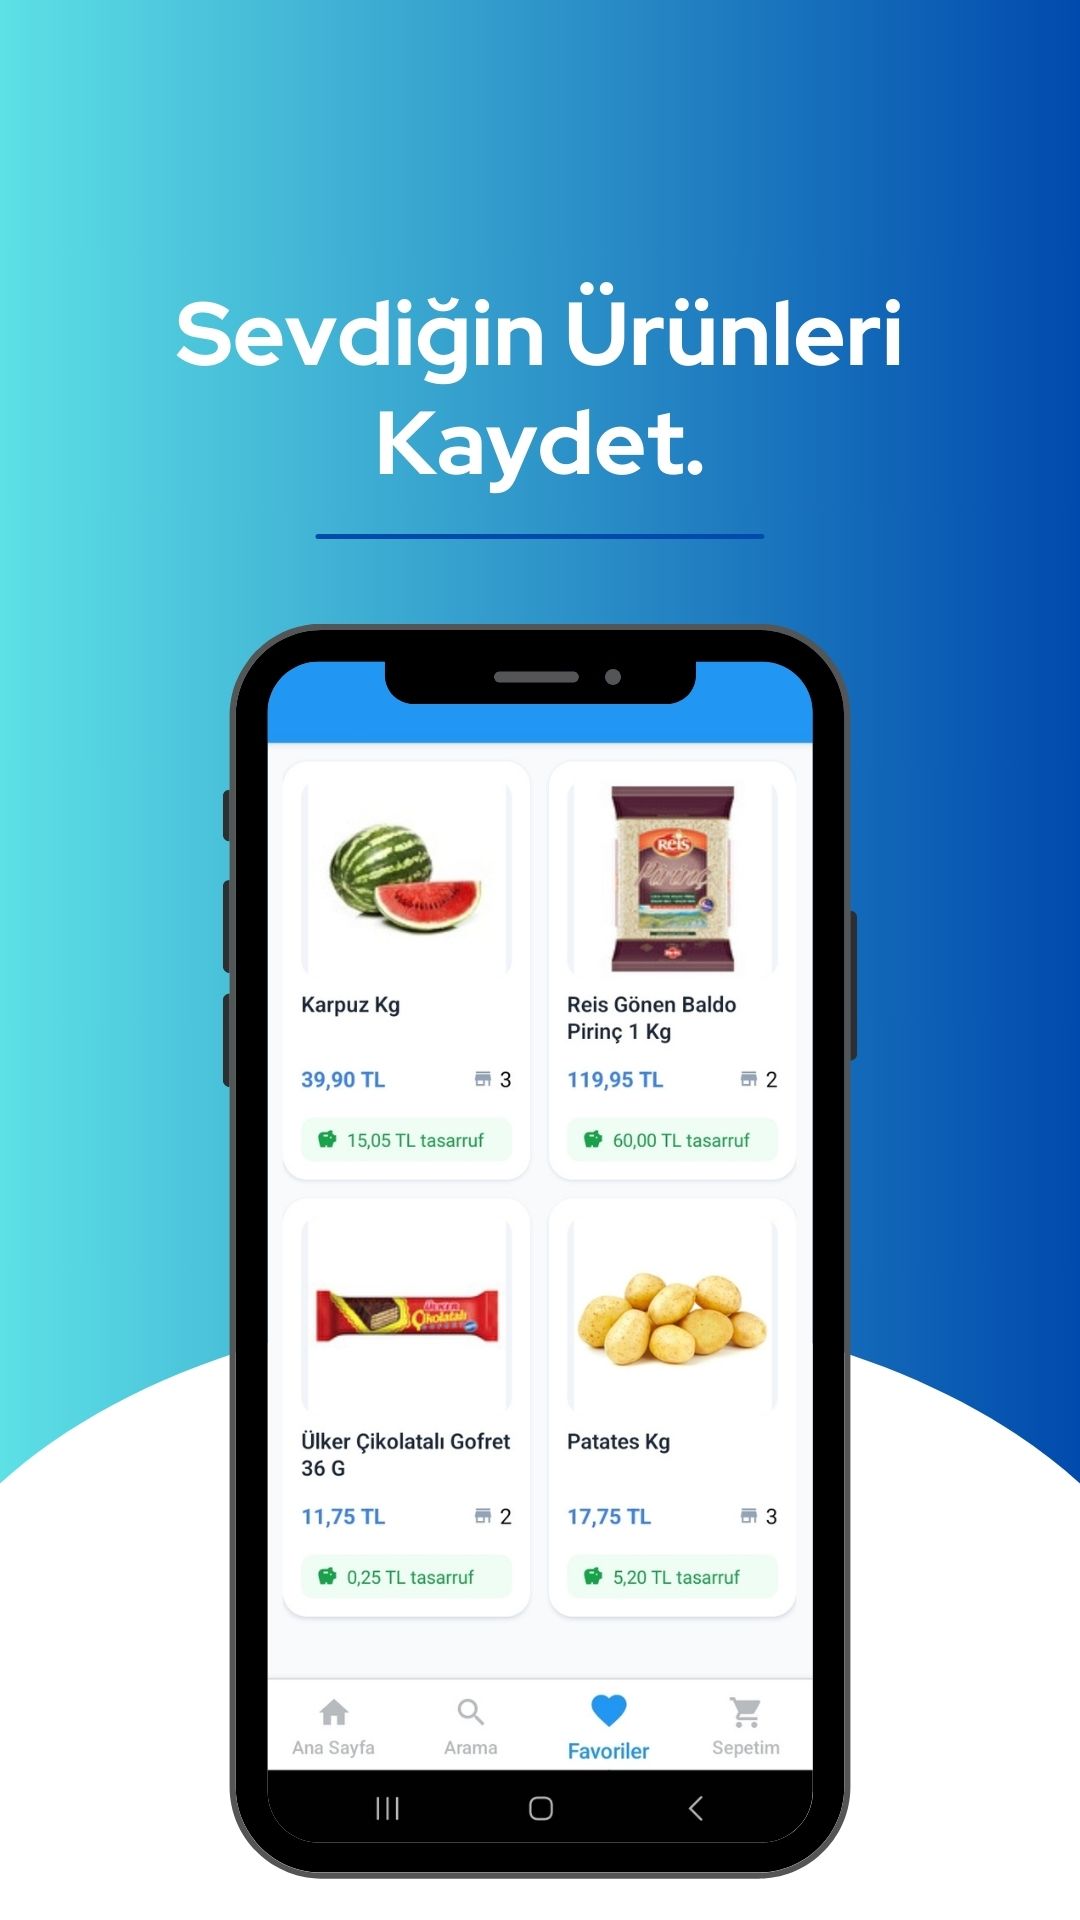 Sevdiğin Ürünleri
Kaydet.
Reis
Pirinç
Karpuz Kg
Reis Gönen Baldo
Pirinç 1 Kg
39,90 TL
3
119,95 TL
2
15,05 TL tasarruf
60,00 TL tasarruf
ÜLKER
Çikolatalı
Ülker Çikolatalı Gofret
36 G
Patates Kg
11,75 TL
2
17,75 TL
3
0,25 TL tasarruf
5,20 TL tasarruf
Ana Sayfa
Arama
Favoriler
Sepetim